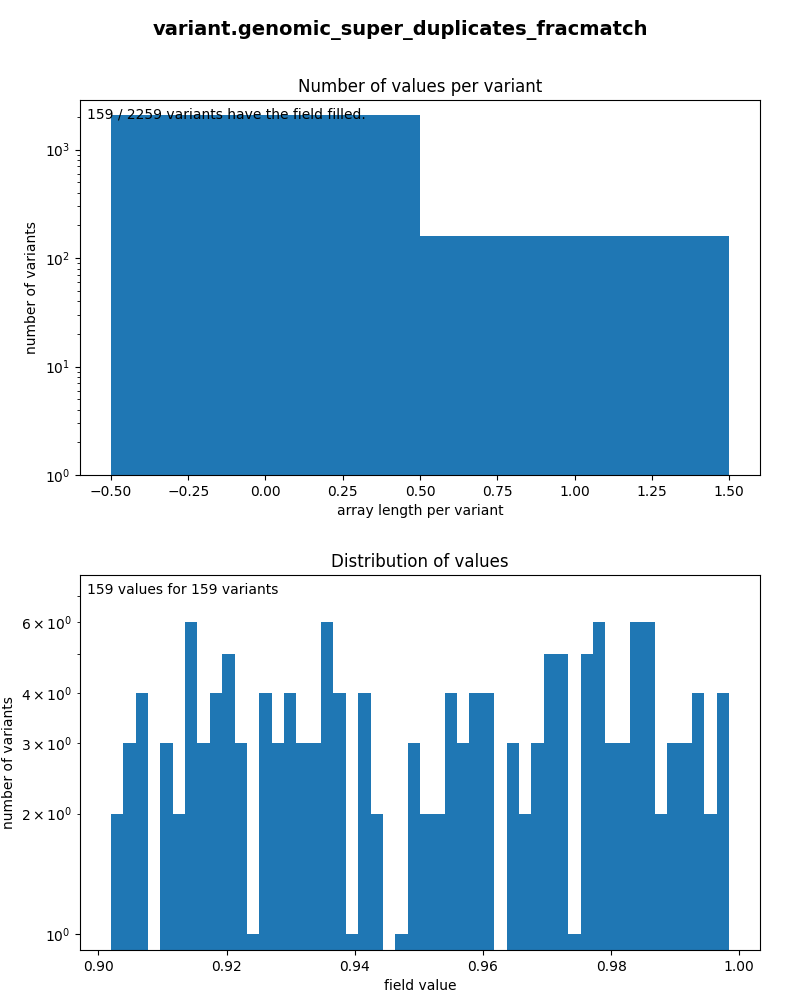 variant.genomic_super_duplicates_fracmatch
Number of values per variant
159 / 2259 variants have the field filled.
10³
10²
10¹
10⁰
number of variants
−0.50 −0.25 0.00 0.25 0.50 0.75 1.00 1.25 1.50
array length per variant
Distribution of values
159 values for 159 variants
6 × 10⁰
4 × 10⁰
3 × 10⁰
2 × 10⁰
10⁰
number of variants
0.90 0.92 0.94 0.96 0.98 1.00
field value